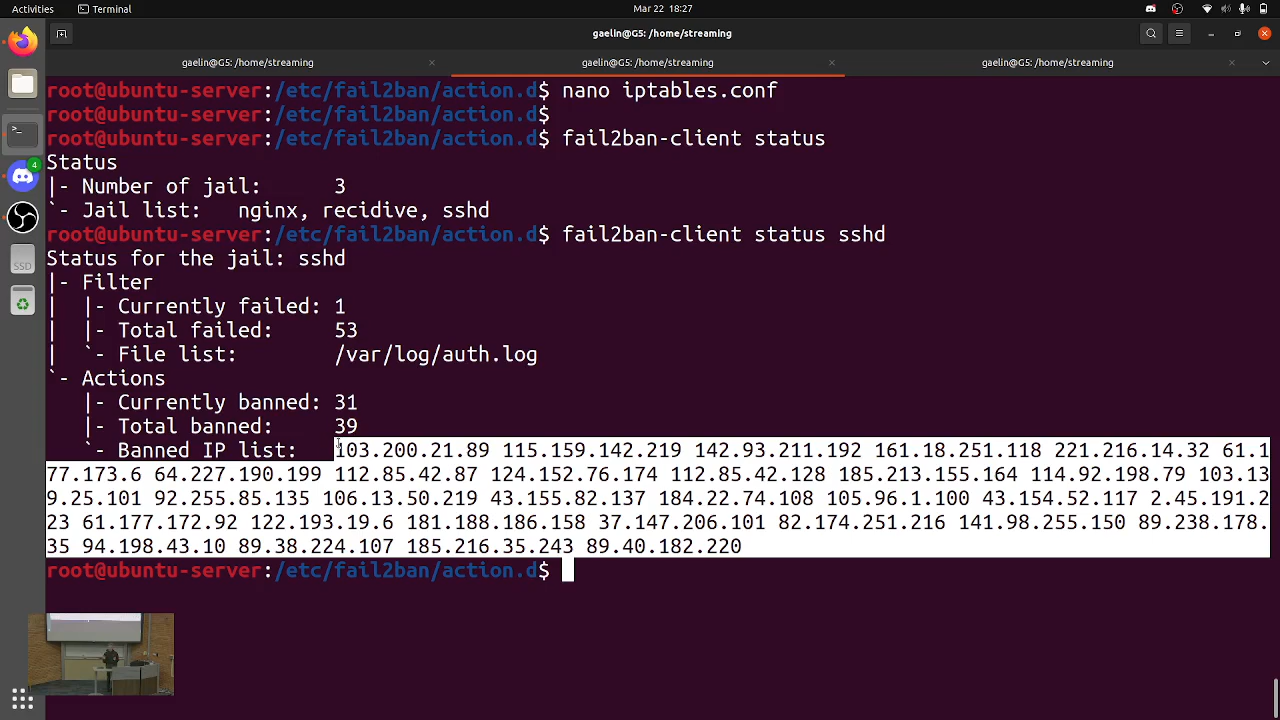 Activities Terminal Mar 22 18:27
gaelin@G5: /home/streaming
gaelin@G5: /home/streaming × gaelin@G5: /home/streaming × gaelin@G5: /home/streaming ×
root@ubuntu-server:/etc/fail2ban/action.d$ nano iptables.conf
root@ubuntu-server:/etc/fail2ban/action.d$
root@ubuntu-server:/etc/fail2ban/action.d$ fail2ban-client status
Status
|- Number of jail:      3
`- Jail list:   nginx, recidive, sshd
root@ubuntu-server:/etc/fail2ban/action.d$ fail2ban-client status sshd
Status for the jail: sshd
|- Filter
|  |- Currently failed: 1
|  |- Total failed:     53
|  `- File list:        /var/log/auth.log
`- Actions
   |- Currently banned: 31
   |- Total banned:     39
   `- Banned IP list:   103.200.21.89 115.159.142.219 142.93.211.192 161.18.251.118 221.216.14.32 61.1
77.173.6 64.227.190.199 112.85.42.87 124.152.76.174 112.85.42.128 185.213.155.164 114.92.198.79 103.13
9.25.101 92.255.85.135 106.13.50.219 43.155.82.137 184.22.74.108 105.96.1.100 43.154.52.117 2.45.191.2
23 61.177.172.92 122.193.19.6 181.188.186.158 37.147.206.101 82.174.251.216 141.98.255.150 89.238.178.
35 94.198.43.10 89.38.224.107 185.216.35.243 89.40.182.220
root@ubuntu-server:/etc/fail2ban/action.d$
4
SSD